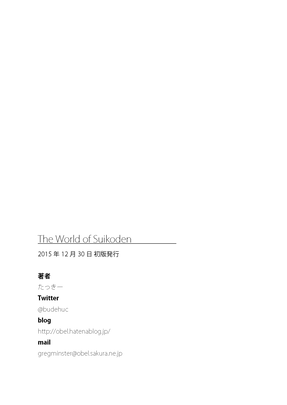 The World of Suikoden
2015 年 12 月 30 日 初版発行
著者
たっきー
Twitter
@budehuc
blog
http://obel.hatenablog.jp/
mail
gregminster@obel.sakura.ne.jp